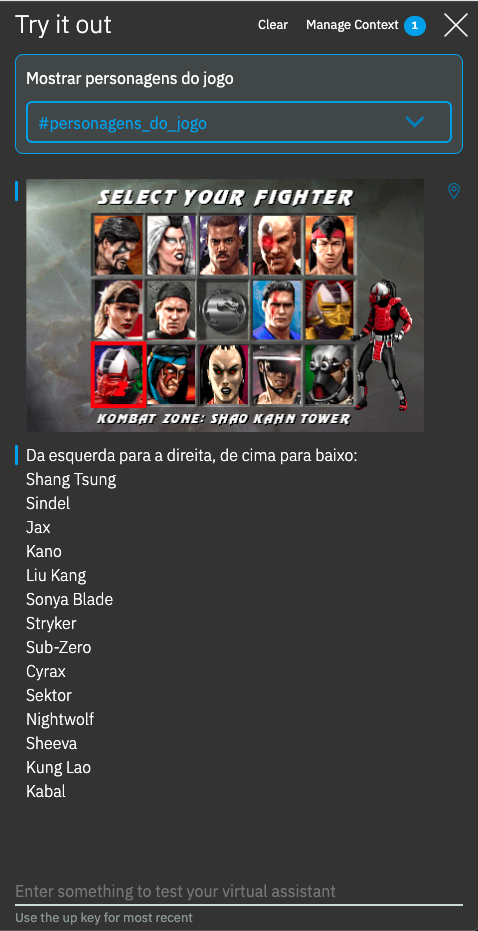 Try it out
Clear
Manage Context 1
Mostrar personagens do jogo
#personagens_do_jogo
SELECT YOUR FIGHTER
KOMBAT ZONE: SHAO KAHN TOWER
Da esquerda para a direita, de cima para baixo:
Shang Tsung
Sindel
Jax
Kano
Liu Kang
Sonya Blade
Stryker
Sub-Zero
Cyrax
Sektor
Nightwolf
Sheeva
Kung Lao
Kabal
Enter something to test your virtual assistant
Use the up key for most recent